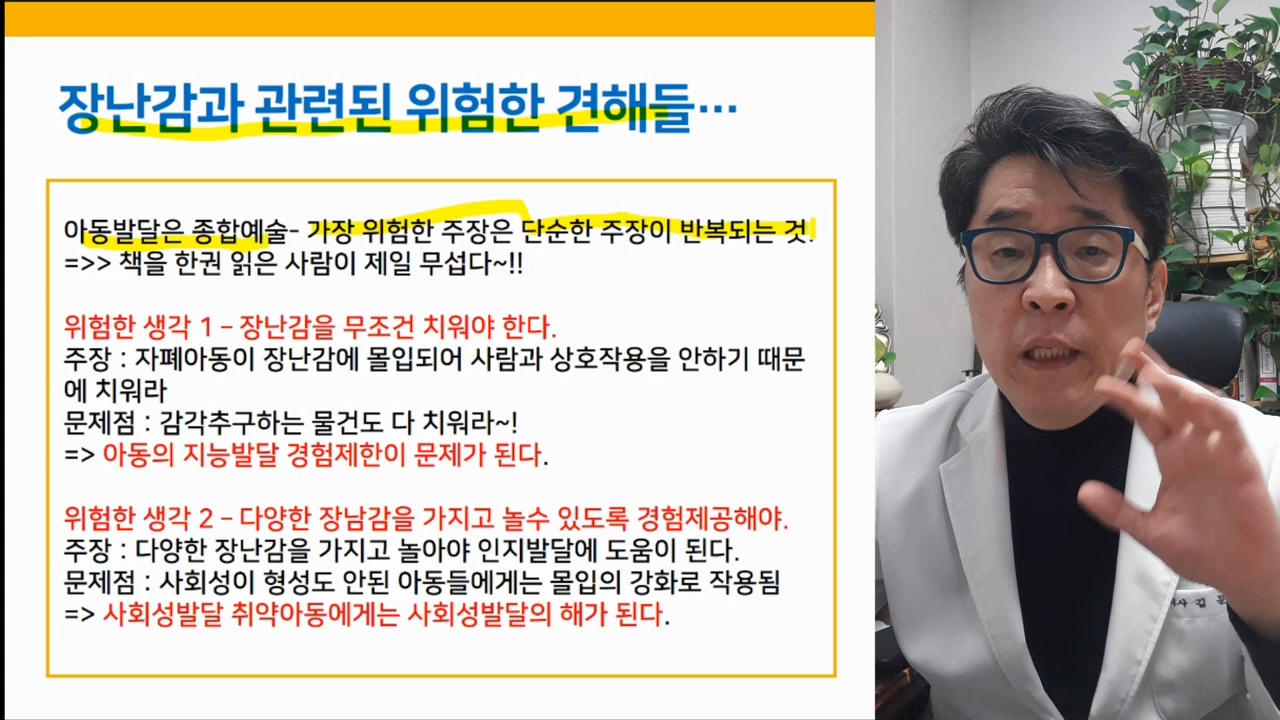 장난감과 관련된 위험한 견해들…
아동발달은 종합예술- 가장 위험한 주장은 단순한 주장이 반복되는 것.
=>> 책을 한권 읽은 사람이 제일 무섭다~!!
위험한 생각 1 – 장난감을 무조건 치워야 한다.
주장 : 자폐아동이 장난감에 몰입되어 사람과 상호작용을 안하기 때문
에 치워라
문제점 : 감각추구하는 물건도 다 치워라~!
=> 아동의 지능발달 경험제한이 문제가 된다.
위험한 생각 2 – 다양한 장남감을 가지고 놀수 있도록 경험제공해야.
주장 : 다양한 장난감을 가지고 놀아야 인지발달에 도움이 된다.
문제점 : 사회성이 형성도 안된 아동들에게는 몰입의 강화로 작용됨
=> 사회성발달 취약아동에게는 사회성발달의 해가 된다.